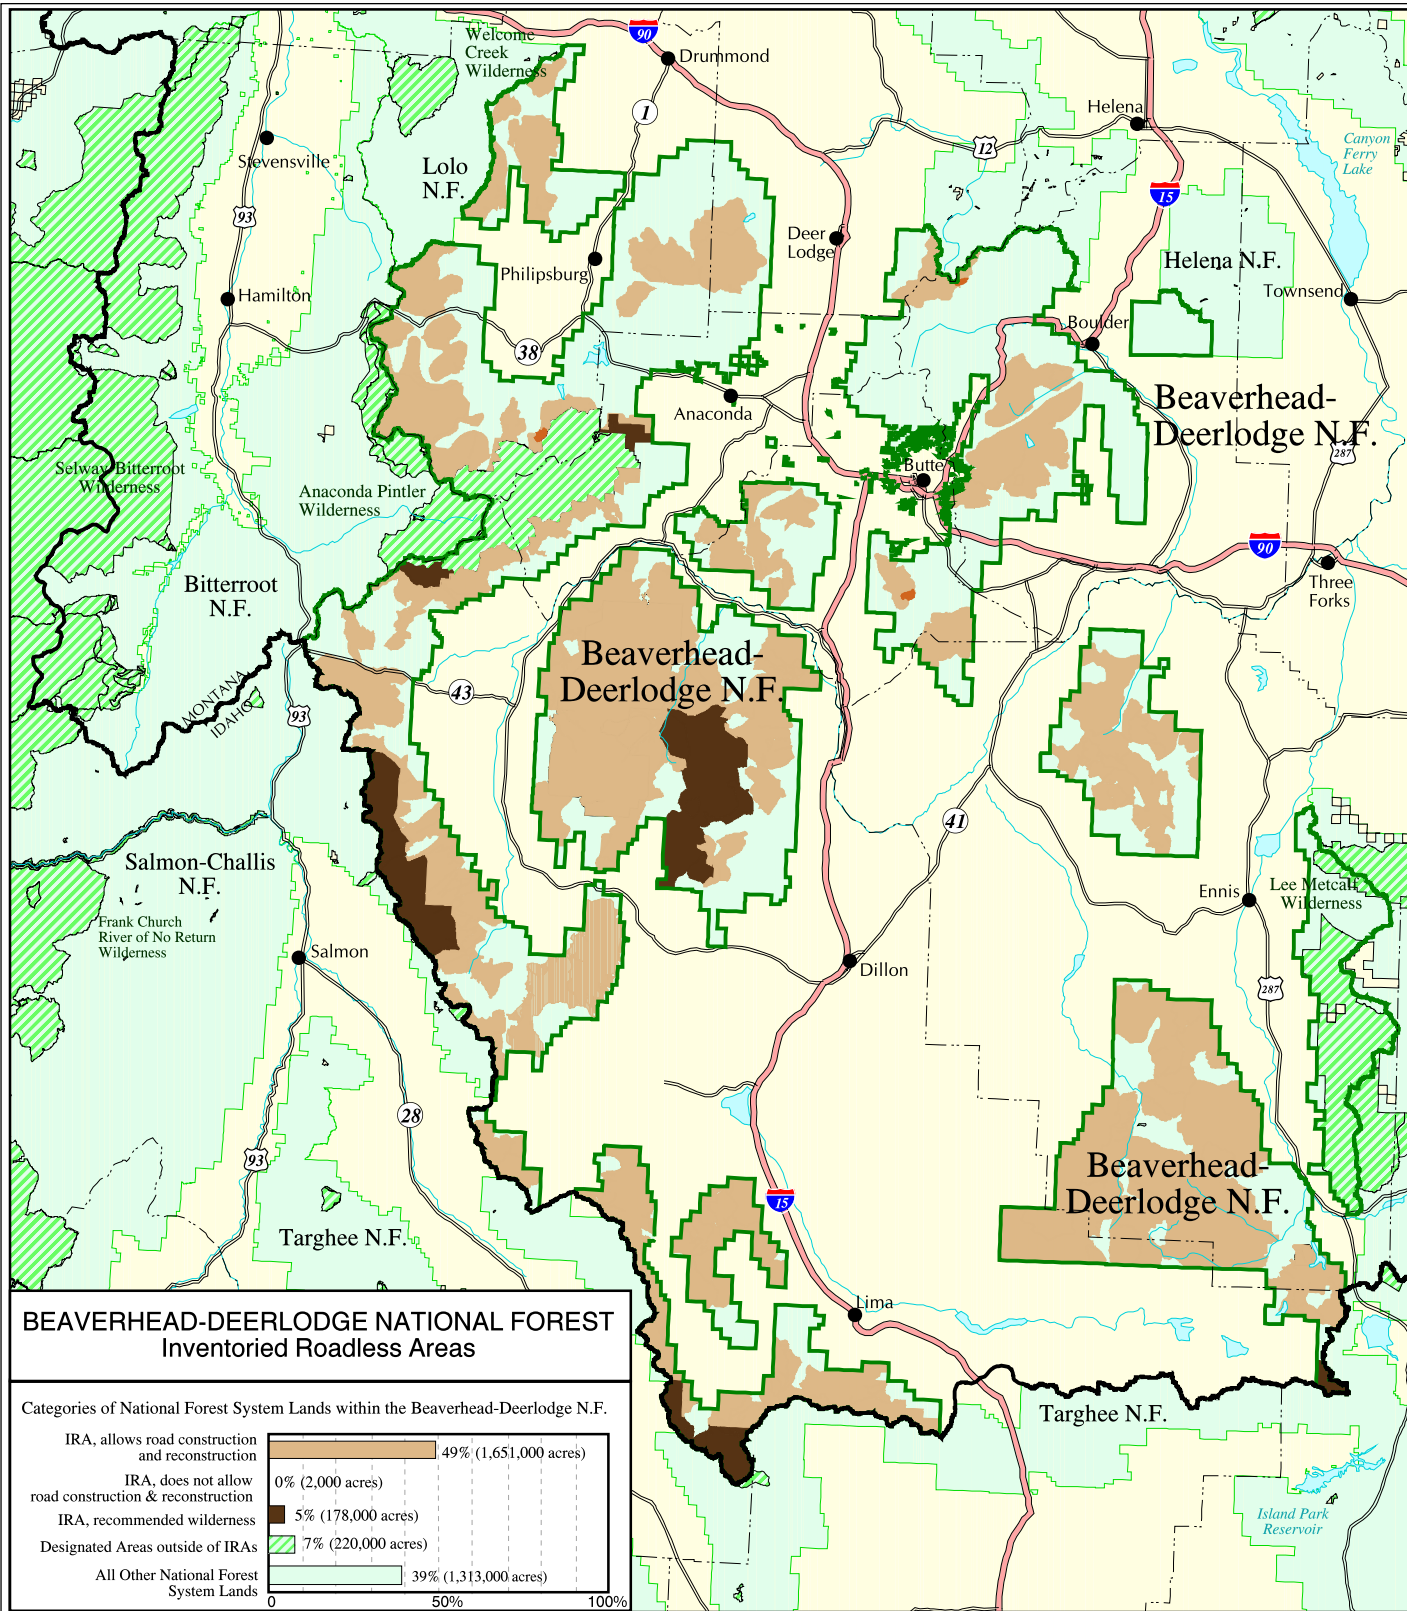 Welcome
Creek
Wilderness
90
Drummond
1
Helena
12
Canyon
Ferry
Lake
Stevensville
Lolo
N.F.
15
93
Deer
Lodge
Philipsburg
Helena N.F.
Hamilton
Townsend
Boulder
38
Anaconda
Beaverhead-
Deerlodge N.F.
287
Butte
Selway-Bitterroot
Wilderness
Anaconda Pintler
Wilderness
90
Three
Forks
Bitterroot
N.F.
Beaverhead-
Deerlodge N.F.
43
MONTANA
IDAHO
93
41
Salmon-Challis
N.F.
Ennis
Lee Metcalf
Wilderness
Frank Church
River of No Return
Wilderness
Salmon
Dillon
287
28
93
Beaverhead-
Deerlodge N.F.
15
Targhee N.F.
Lima
Targhee N.F.
Island Park
Reservoir
BEAVERHEAD-DEERLODGE NATIONAL FOREST
Inventoried Roadless Areas
Categories of National Forest System Lands within the Beaverhead-Deerlodge N.F.
IRA, allows road construction
and reconstruction
49% (1,651,000 acres)
IRA, does not allow
road construction & reconstruction
0% (2,000 acres)
IRA, recommended wilderness
5% (178,000 acres)
Designated Areas outside of IRAs
7% (220,000 acres)
All Other National Forest
System Lands
39% (1,313,000 acres)
0 50% 100%